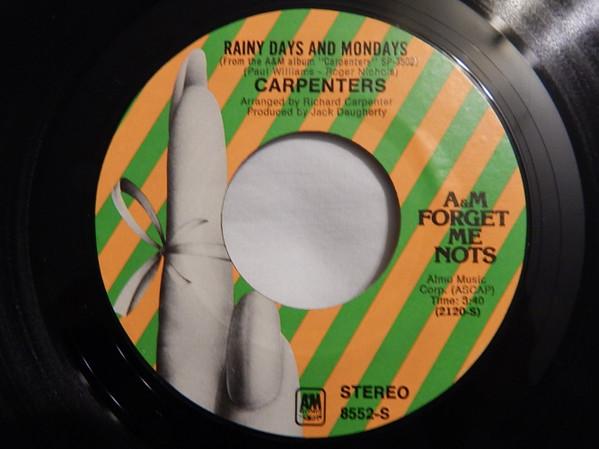 RAINY DAYS AND MONDAYS
(From the A&M album "Carpenters" SP-3502)
(Paul Williams - Roger Nichols)
CARPENTERS
Arranged by Richard Carpenter
Produced by Jack Daugherty
A&M
FORGET
ME
NOTS
Almo Music
Corp. (ASCAP)
Time: 3:40
(2120-S)
A&M
STEREO
8552-S